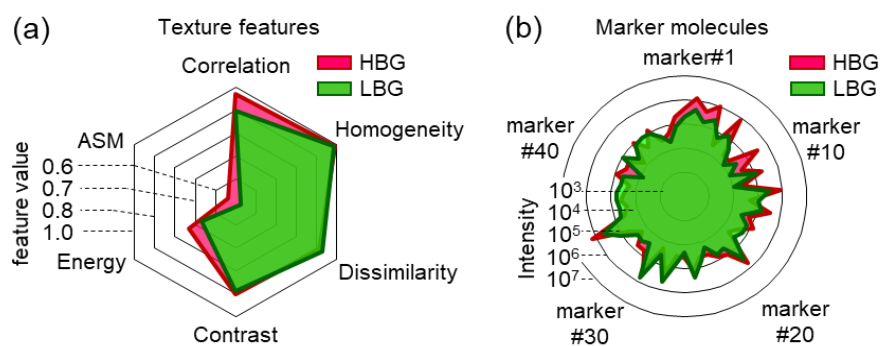 (a)
Texture features
HBG
LBG
Correlation
Homogeneity
Dissimilarity
Contrast
Energy
ASM
feature value
0.6
0.7
0.8
1.0
(b)
Marker molecules
HBG
LBG
marker#1
marker
#10
marker
#20
marker
#30
marker
#40
Intensity
10³
10⁴
10⁵
10⁶
10⁷